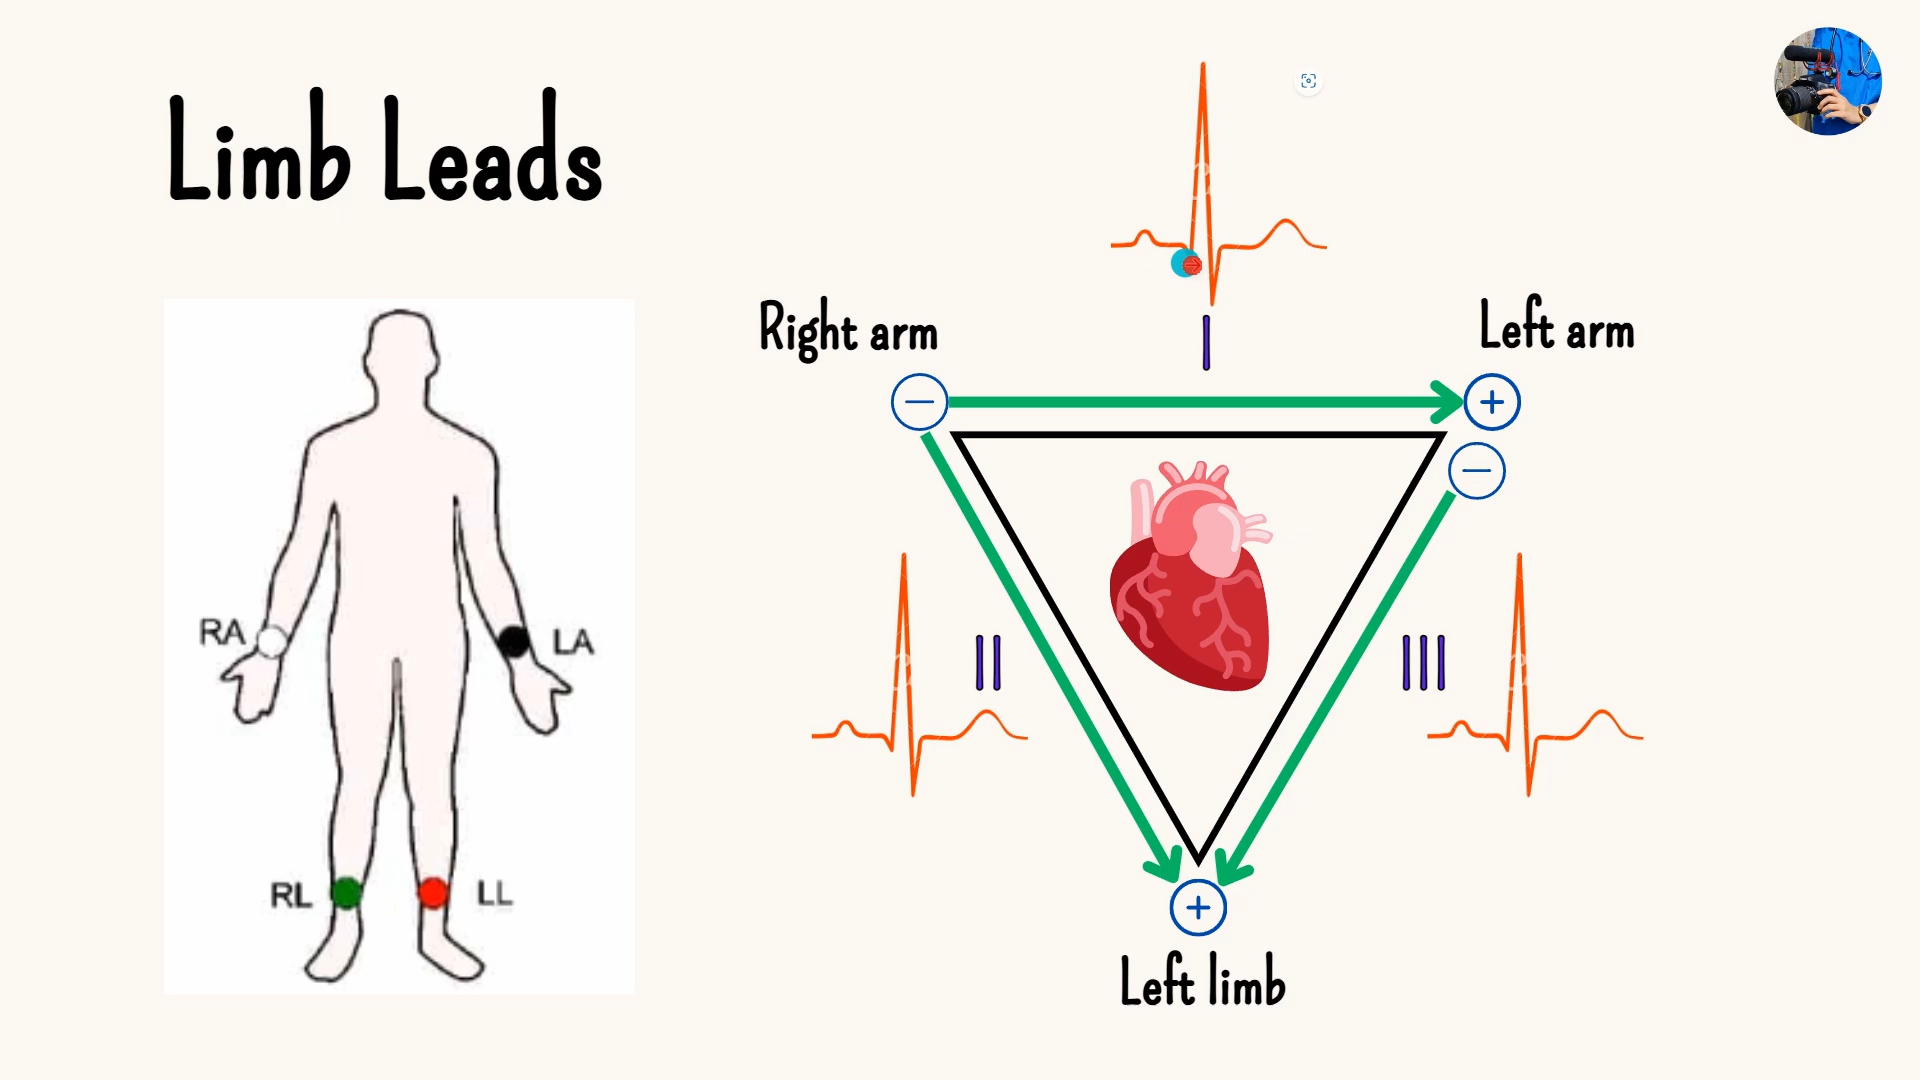 Limb Leads
Right arm
I
Left arm
−
+
−
RA
LA
II
III
RL
LL
+
Left limb